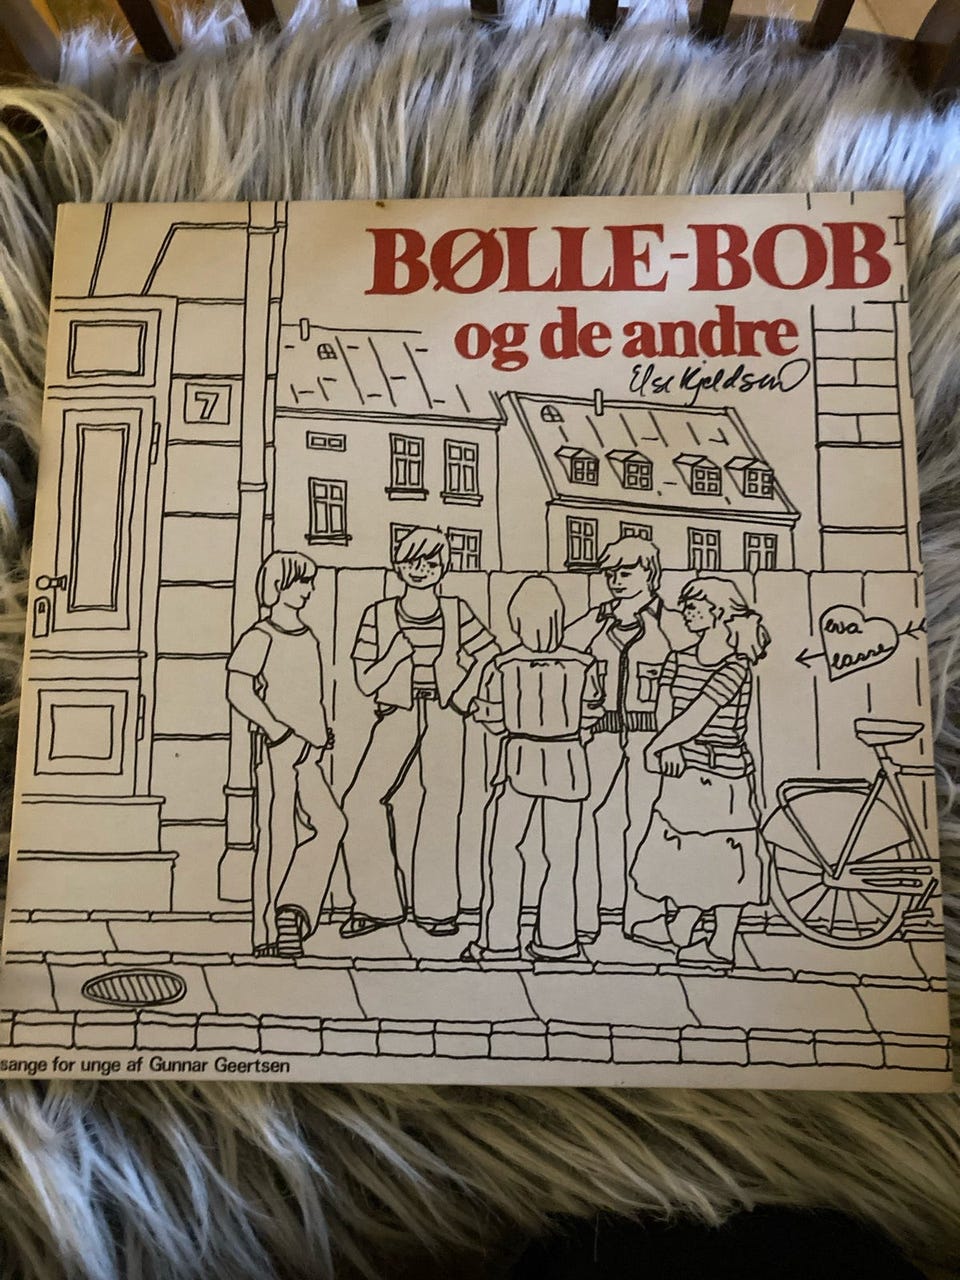 BØLLE-BOB
og de andre
Else Kjeldsen
7
eva
lasse
sange for unge af Gunnar Geertsen